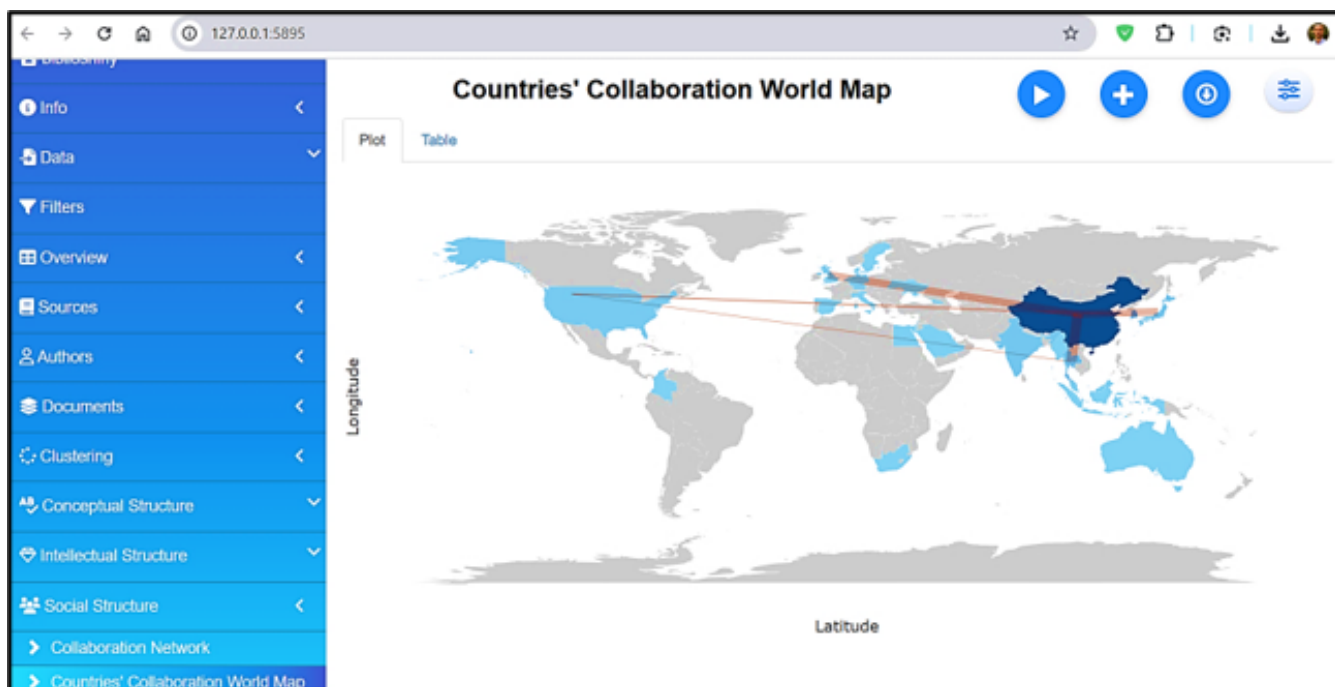 127.0.0.1:5895
Biblioshiny
Info
Data
Filters
Overview
Sources
Authors
Documents
Clustering
Conceptual Structure
Intellectual Structure
Social Structure
Collaboration Network
Countries' Collaboration World Map
Countries' Collaboration World Map
Plot
Table
Longitude
Latitude